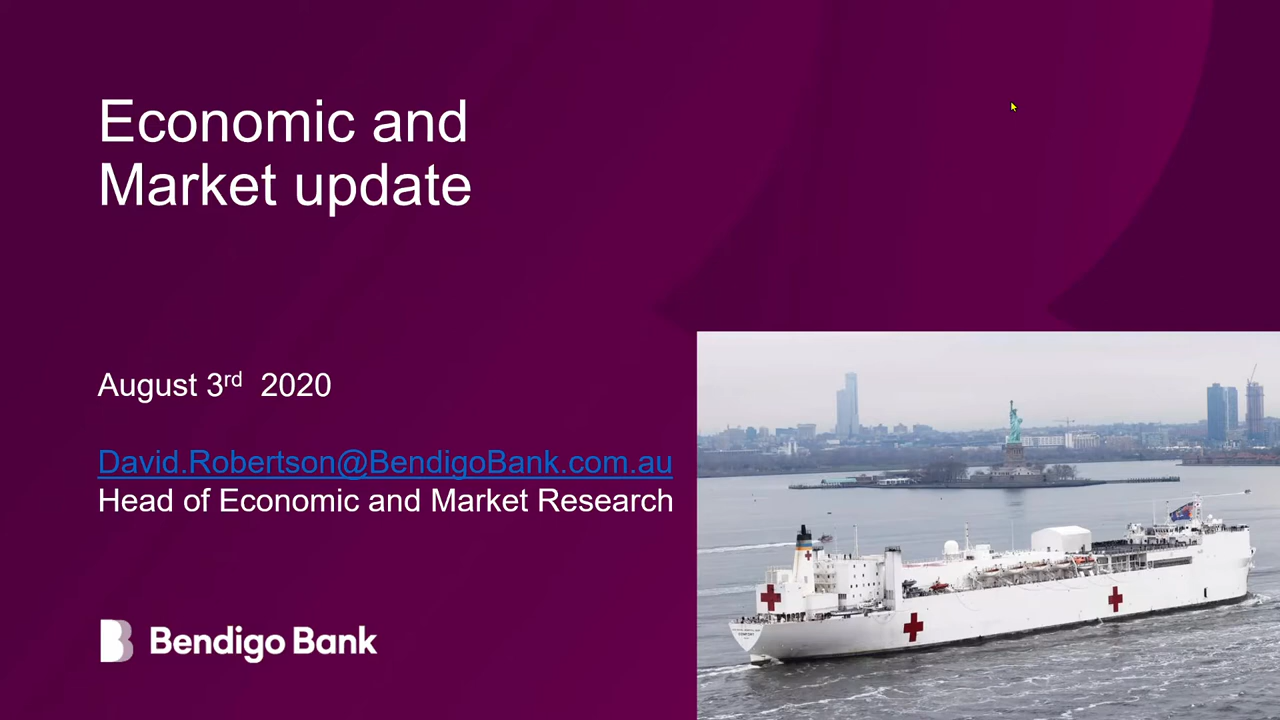 Economic and
Market update
August 3rd 2020
David.Robertson@BendigoBank.com.au
Head of Economic and Market Research
Bendigo Bank